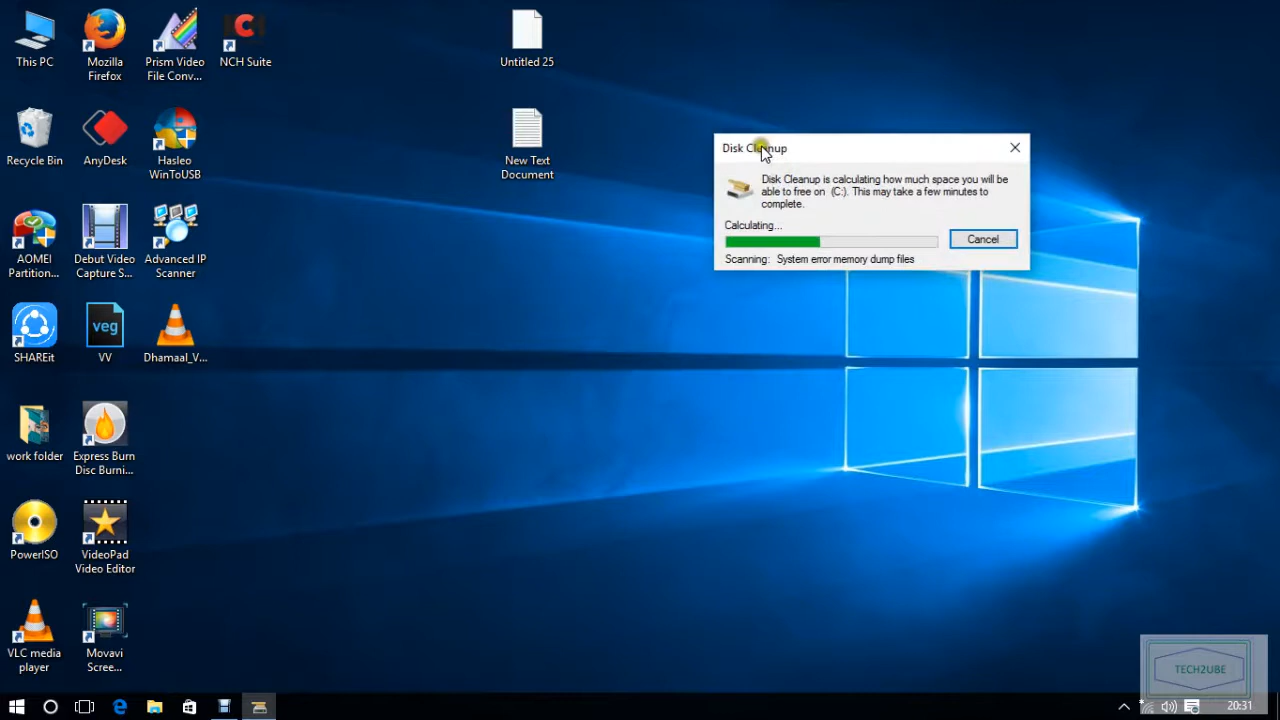 This PC
Mozilla
Firefox
Prism Video
File Conv...
NCH Suite
Untitled 25
Recycle Bin
AnyDesk
Hasleo
WinToUSB
New Text
Document
Disk Cleanup
Disk Cleanup is calculating how much space you will be
able to free on (C:). This may take a few minutes to
complete.
Calculating...
Cancel
Scanning: System error memory dump files
AOMEI
Partition...
Debut Video
Capture S...
Advanced IP
Scanner
SHAREit
veg
VV
Dhamaal_V...
work folder
Express Burn
Disc Burnin...
PowerISO
VideoPad
Video Editor
VLC media
player
Movavi
Scree...
TECH2UBE
20:31